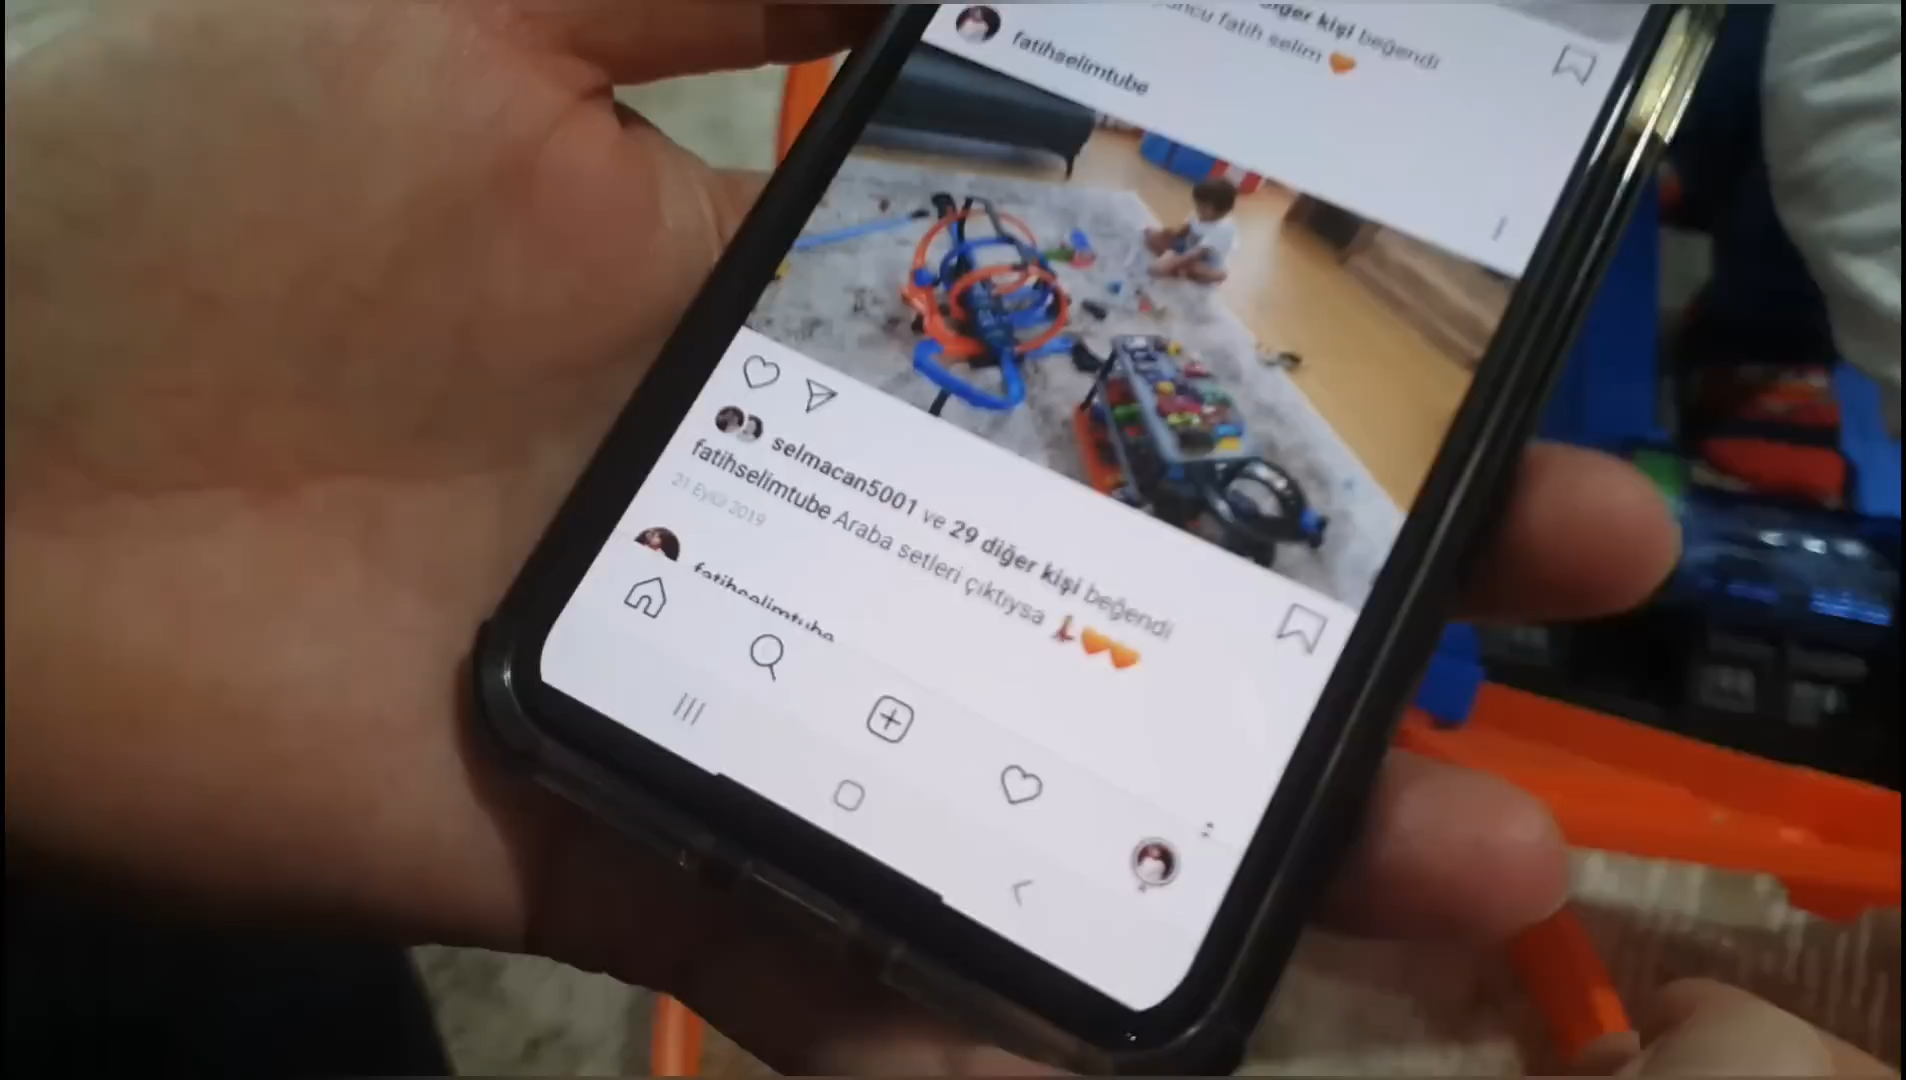 diğer kişi beğendi
fatih selim 🧡
fatihselimtube
selmacan5001 ve 29 diğer kişi beğendi
fatihselimtube Araba setleri çıktıysa 🧡🧡
21 Eylül 2019
fatihselimtube